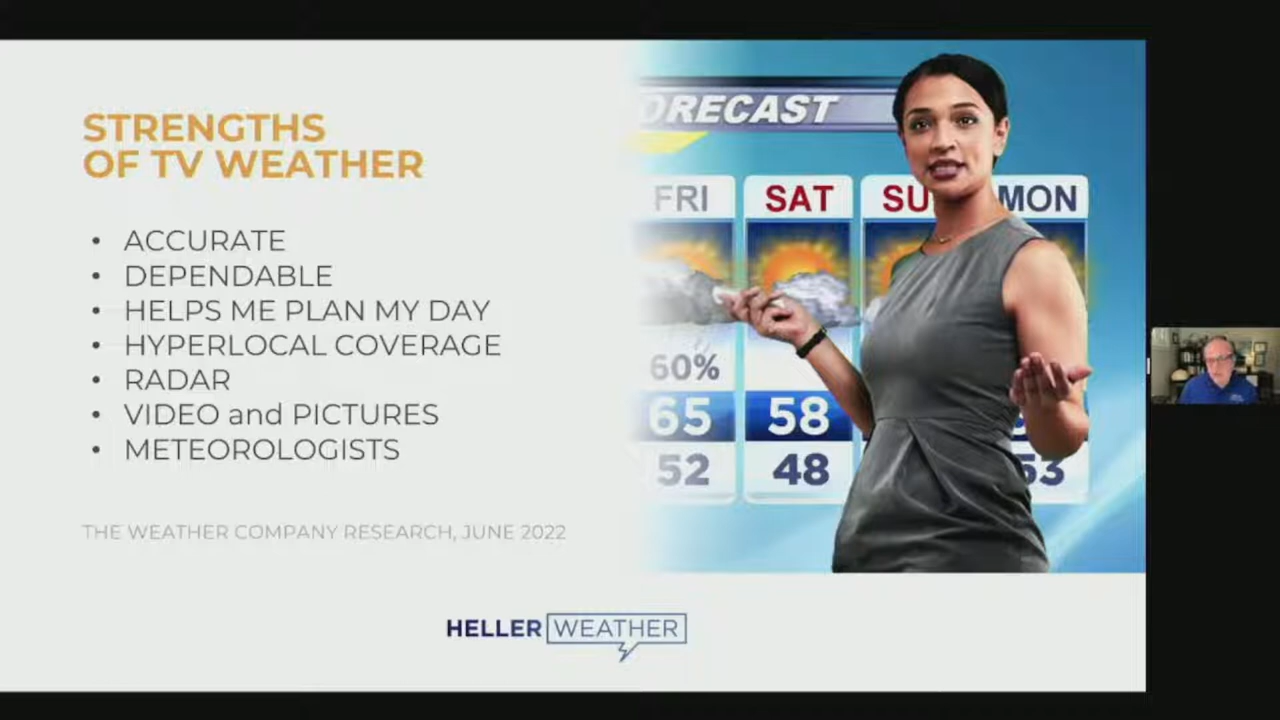 STRENGTHS
OF TV WEATHER
• ACCURATE
• DEPENDABLE
• HELPS ME PLAN MY DAY
• HYPERLOCAL COVERAGE
• RADAR
• VIDEO and PICTURES
• METEOROLOGISTS
THE WEATHER COMPANY RESEARCH, JUNE 2022
ORECAST
FRI SAT SU MON
60%
65 58
52 48 53
HELLER WEATHER